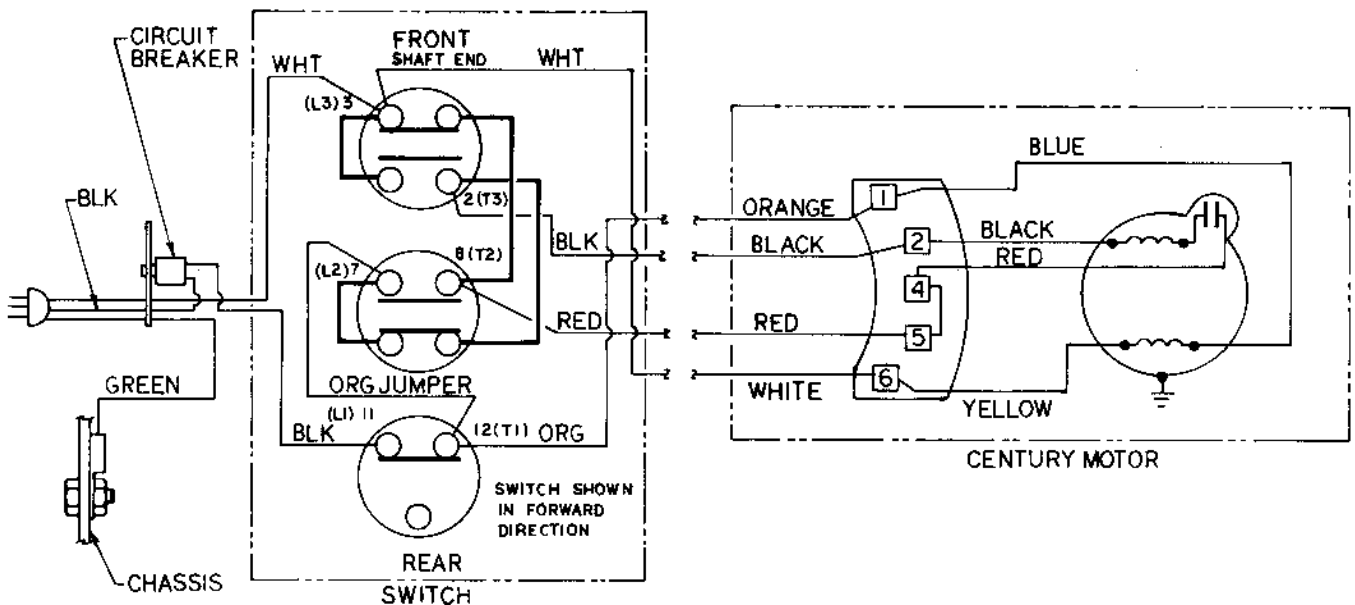 CIRCUIT
BREAKER
BLK
GREEN
CHASSIS
FRONT
SHAFT END
WHT
WHT
(L3) 3
2(T3)
8(T2)
(L2) 7
BLK
RED
ORG JUMPER
(L1) 11
BLK
12(T1) ORG
SWITCH SHOWN
IN FORWARD
DIRECTION
REAR
SWITCH
ORANGE
BLACK
RED
WHITE
1
2
4
5
6
BLUE
BLACK
RED
YELLOW
CENTURY MOTOR